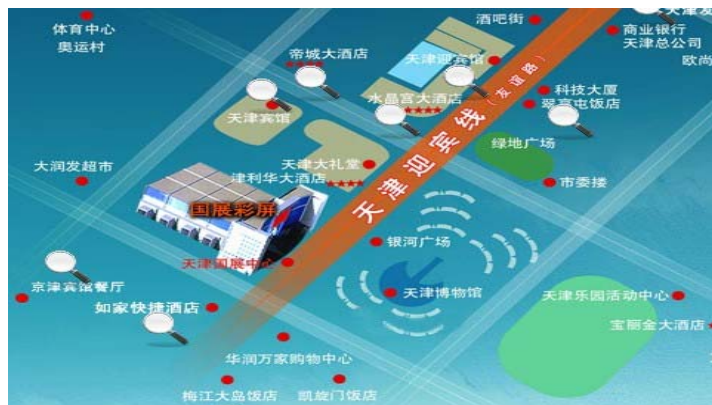 酒吧街
体育中心
奥运村
商业银行
天津总公司
欧尚
帝城大酒店
天津迎宾馆
科技大厦
水晶宫大酒店
翠亨屯饭店
天津宾馆
天津迎宾线(友谊路)
绿地广场
大润发超市
天津大礼堂
津利华大酒店
市委搂
国展彩屏
银河广场
天津国展中心
京津宾馆餐厅
天津博物馆
天津乐园活动中心
如家快捷酒店
宝丽金大酒店
华润万家购物中心
梅江大岛饭店
凯旋门饭店